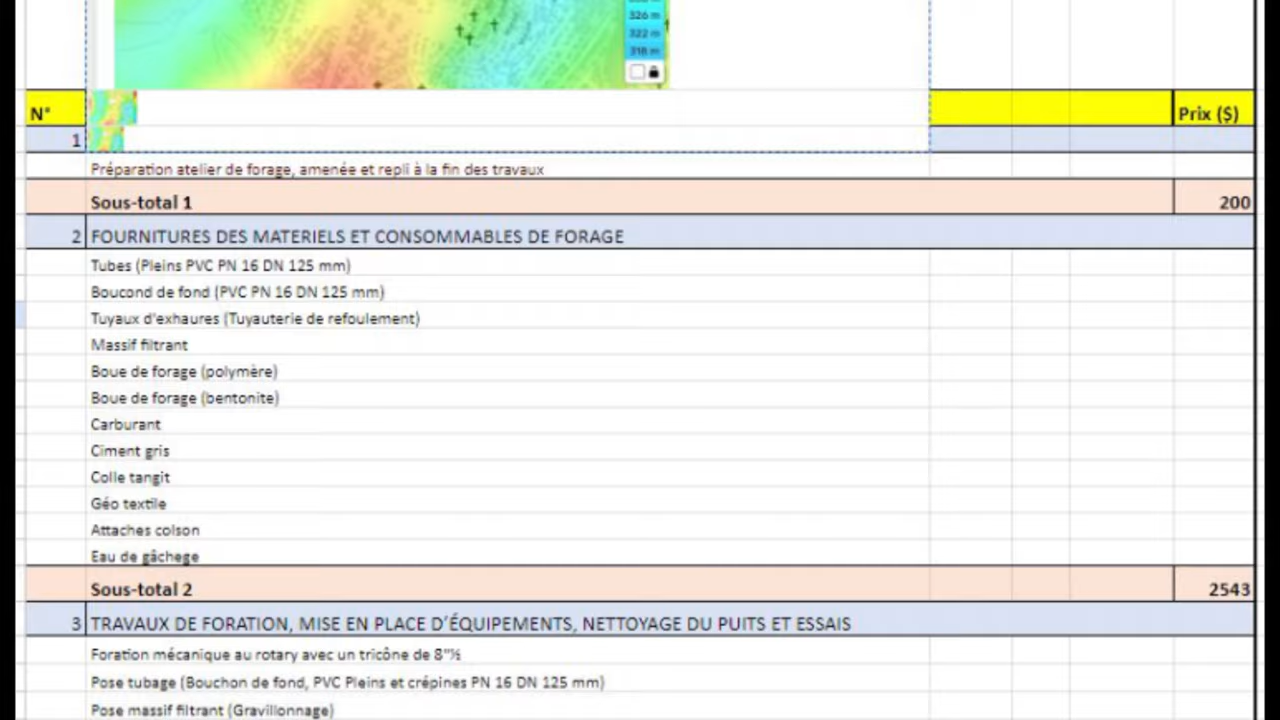 326 m
322 m
318 m
N° Prix ($)
1
Préparation atelier de forage, amenée et repli à la fin des travaux
Sous-total 1 200
2 FOURNITURES DES MATERIELS ET CONSOMMABLES DE FORAGE
Tubes (Pleins PVC PN 16 DN 125 mm)
Boucond de fond (PVC PN 16 DN 125 mm)
Tuyaux d'exhaures (Tuyauterie de refoulement)
Massif filtrant
Boue de forage (polymère)
Boue de forage (bentonite)
Carburant
Ciment gris
Colle tangit
Géo textile
Attaches colson
Eau de gâchege
Sous-total 2 2543
3 TRAVAUX DE FORATION, MISE EN PLACE D'ÉQUIPEMENTS, NETTOYAGE DU PUITS ET ESSAIS
Foration mécanique au rotary avec un tricône de 8"½
Pose tubage (Bouchon de fond, PVC Pleins et crépines PN 16 DN 125 mm)
Pose massif filtrant (Gravillonnage)